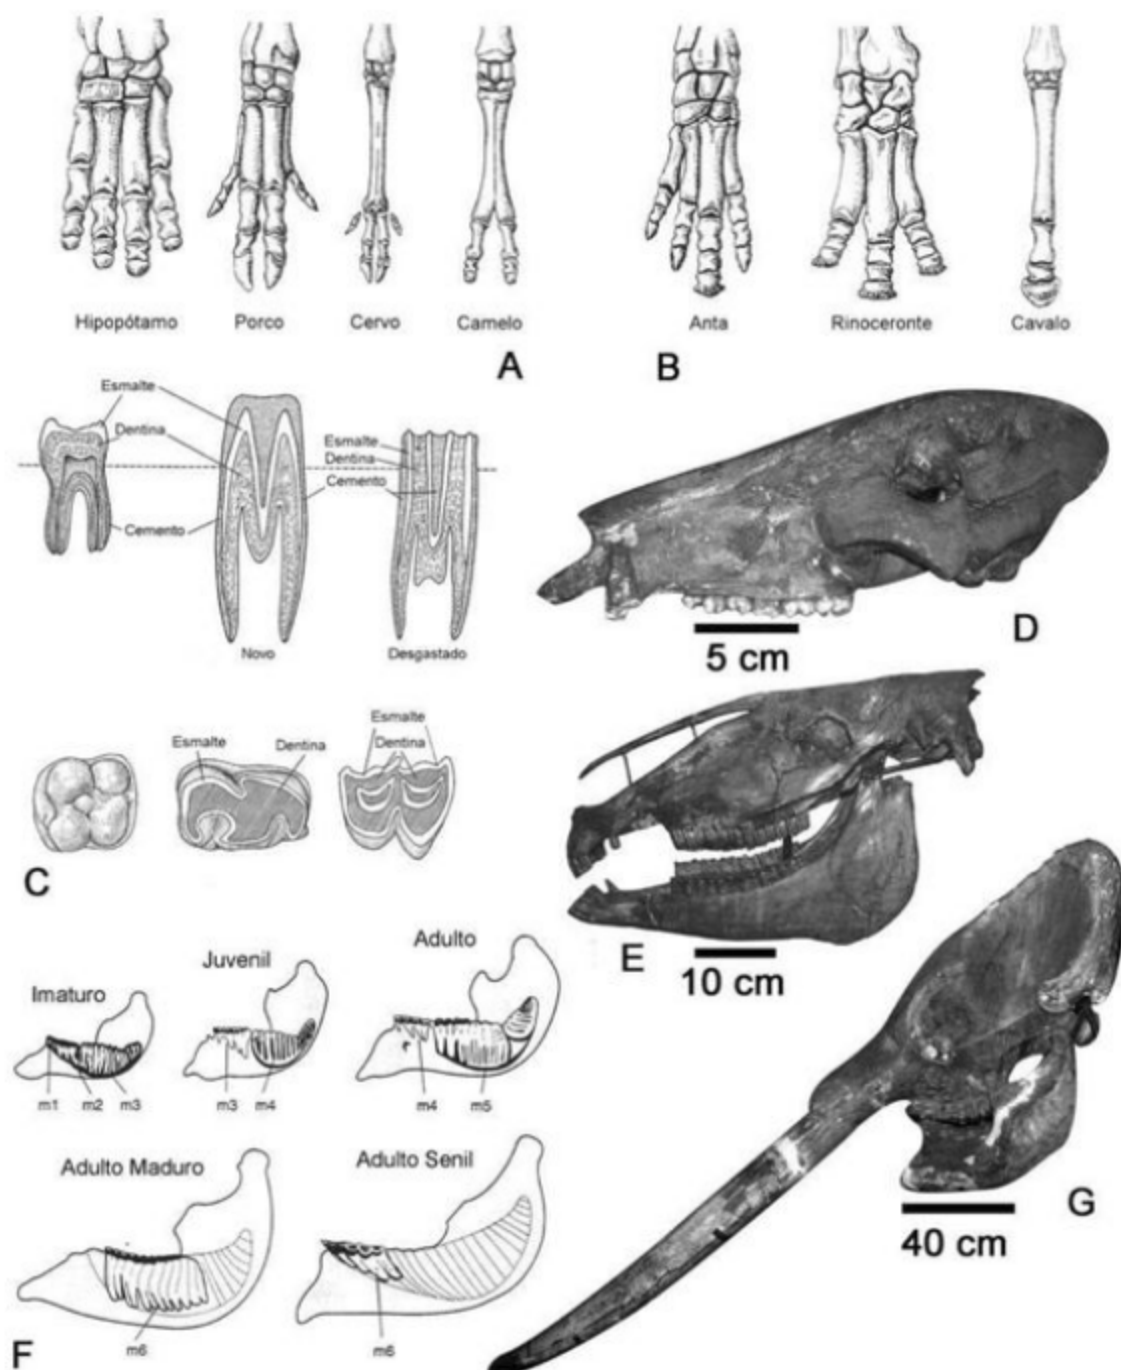 Hipopótamo Porco Cervo Camelo Anta Rinoceronte Cavalo
A B
Esmalte
Dentina
Cemento
Esmalte
Dentina
Cemento
Novo
Desgastado
D
5 cm
Esmalte
Dentina
Esmalte
Dentina
C
E
10 cm
Imaturo
Juvenil
Adulto
m1 m2 m3
m3 m4
m4 m5
Adulto Maduro
Adulto Senil
m6
m6
F
G
40 cm